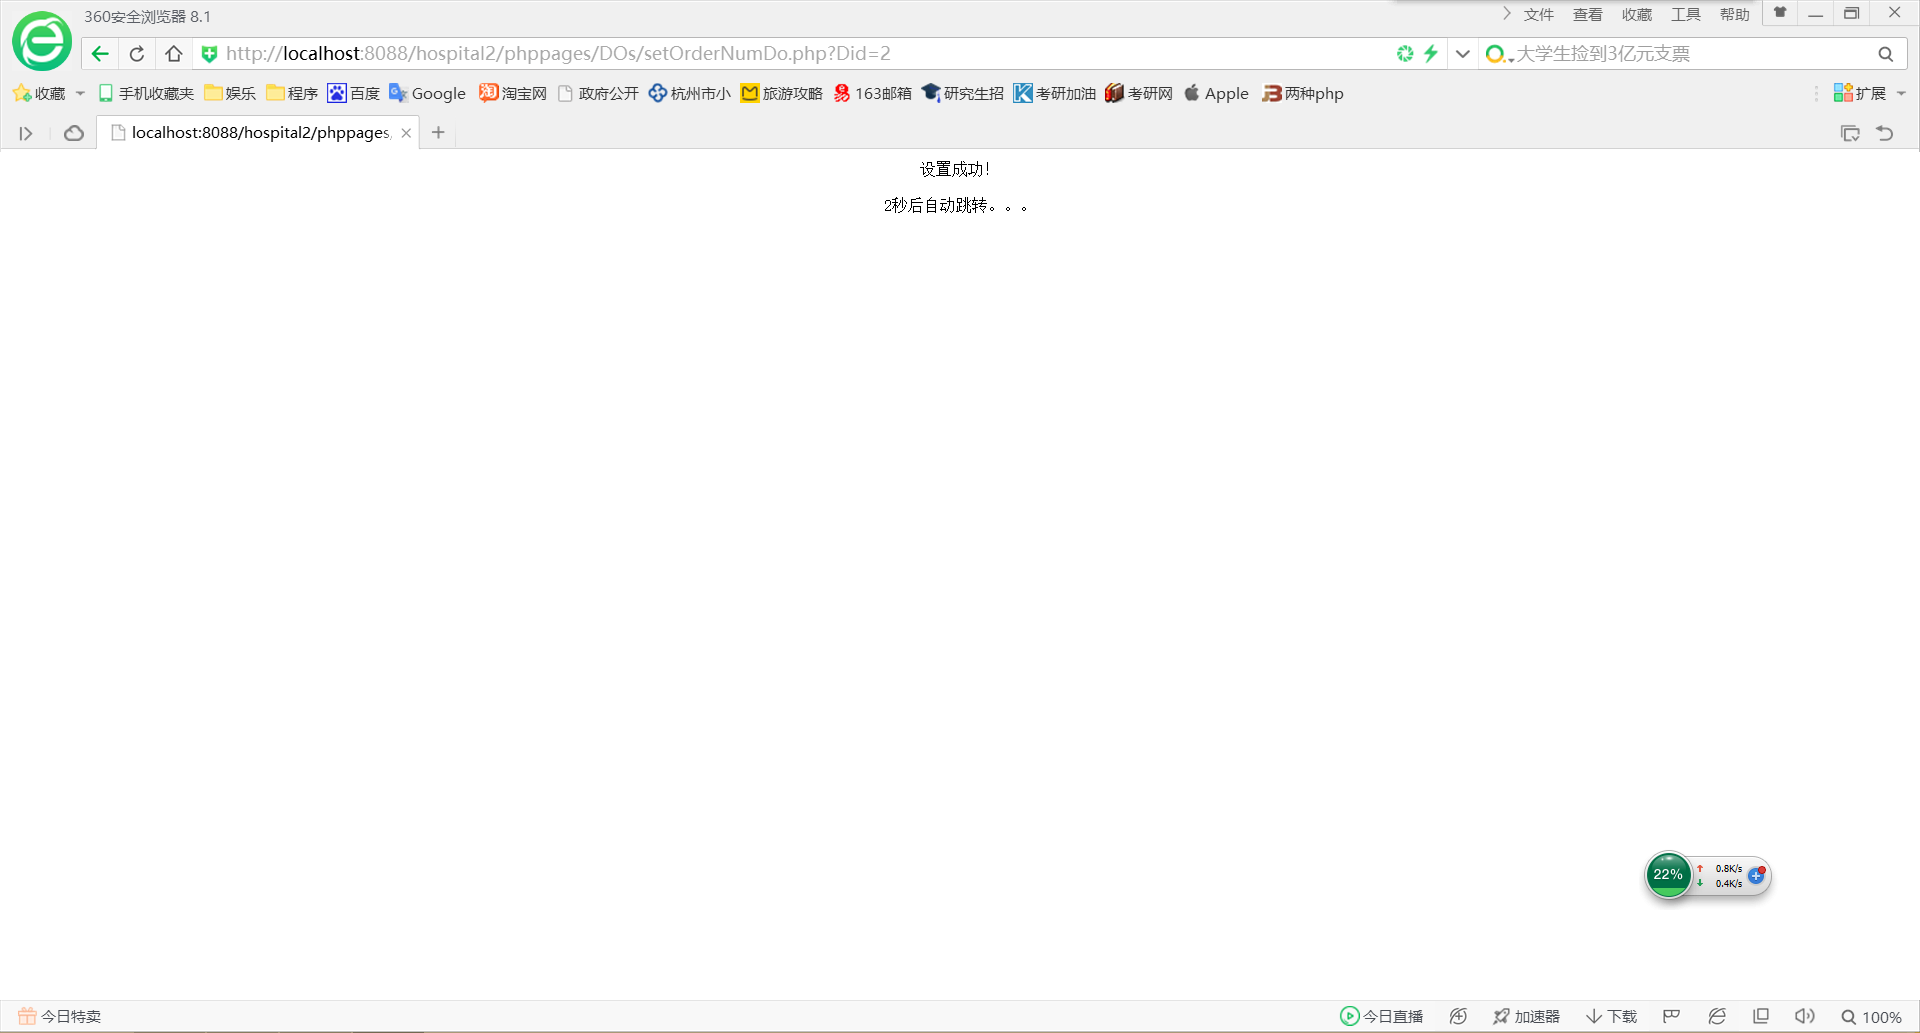 360安全浏览器 8.1
文件 查看 收藏 工具 帮助
http://localhost:8088/hospital2/phppages/DOs/setOrderNumDo.php?Did=2
大学生捡到3亿元支票
收藏 手机收藏夹 娱乐 程序 百度 Google 淘宝网 政府公开 杭州市小 旅游攻略 163邮箱 研究生招 考研加油 考研网 Apple 两种php 扩展
localhost:8088/hospital2/phppages
设置成功！
2秒后自动跳转。。。
22%
0.8K/s
0.4K/s
今日特卖
今日直播 加速器 下载 100%